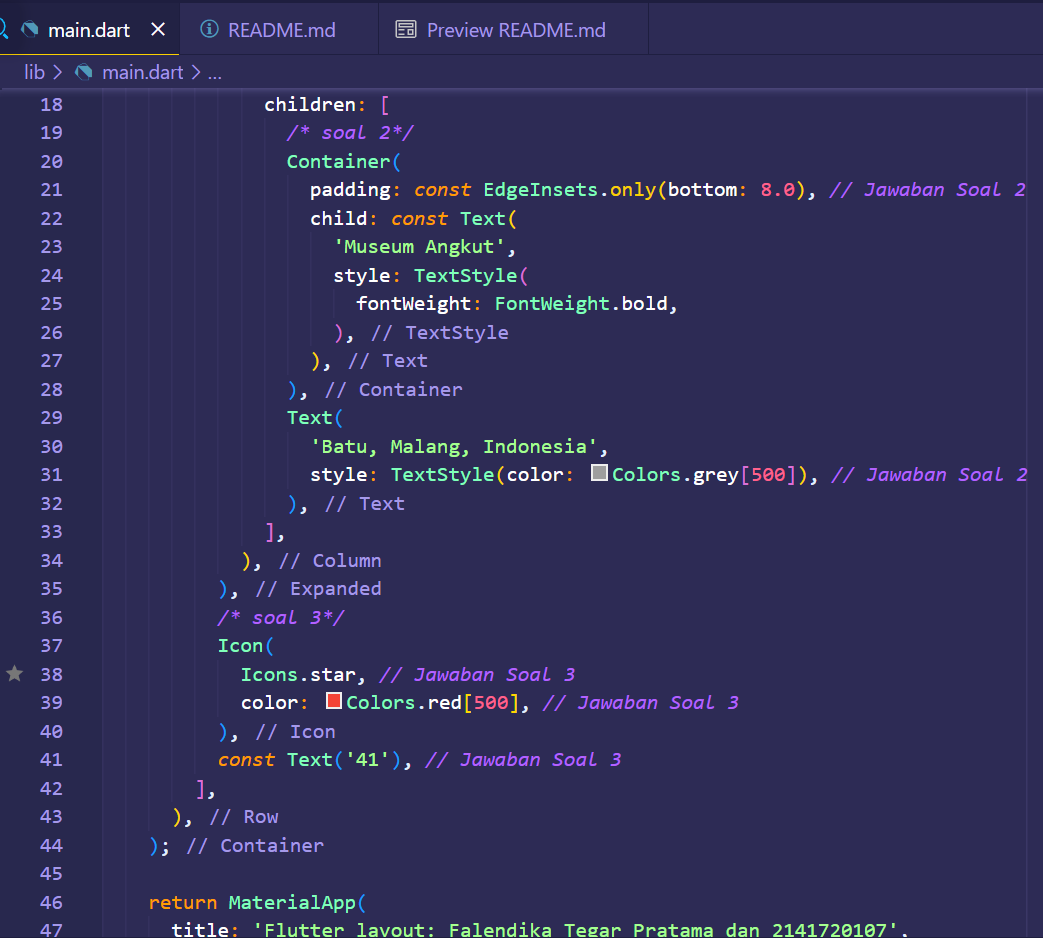 main.dart README.md Preview README.md
lib > main.dart > ...
18 children: [
19 /* soal 2*/
20 Container(
21 padding: const EdgeInsets.only(bottom: 8.0), // Jawaban Soal 2
22 child: const Text(
23 'Museum Angkut',
24 style: TextStyle(
25 fontWeight: FontWeight.bold,
26 ), // TextStyle
27 ), // Text
28 ), // Container
29 Text(
30 'Batu, Malang, Indonesia',
31 style: TextStyle(color: Colors.grey[500]), // Jawaban Soal 2
32 ), // Text
33 ],
34 ), // Column
35 ), // Expanded
36 /* soal 3*/
37 Icon(
38 Icons.star, // Jawaban Soal 3
39 color: Colors.red[500], // Jawaban Soal 3
40 ), // Icon
41 const Text('41'), // Jawaban Soal 3
42 ],
43 ), // Row
44 ); // Container
45
46 return MaterialApp(
47 title: 'Flutter layout: Falendika Tegar Pratama dan 2141720107',